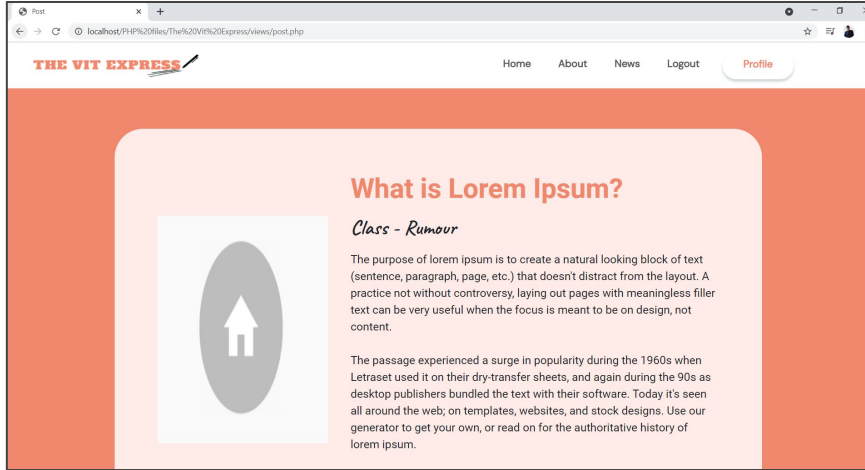 Post
localhost/PHP%20files/The%20Vit%20Express/views/post.php
THE VIT EXPRESS
Home About News Logout Profile
What is Lorem Ipsum?
Class - Rumour
The purpose of lorem ipsum is to create a natural looking block of text
(sentence, paragraph, page, etc.) that doesn't distract from the layout. A
practice not without controversy, laying out pages with meaningless filler
text can be very useful when the focus is meant to be on design, not
content.
The passage experienced a surge in popularity during the 1960s when
Letraset used it on their dry-transfer sheets, and again during the 90s as
desktop publishers bundled the text with their software. Today it's seen
all around the web; on templates, websites, and stock designs. Use our
generator to get your own, or read on for the authoritative history of
lorem ipsum.